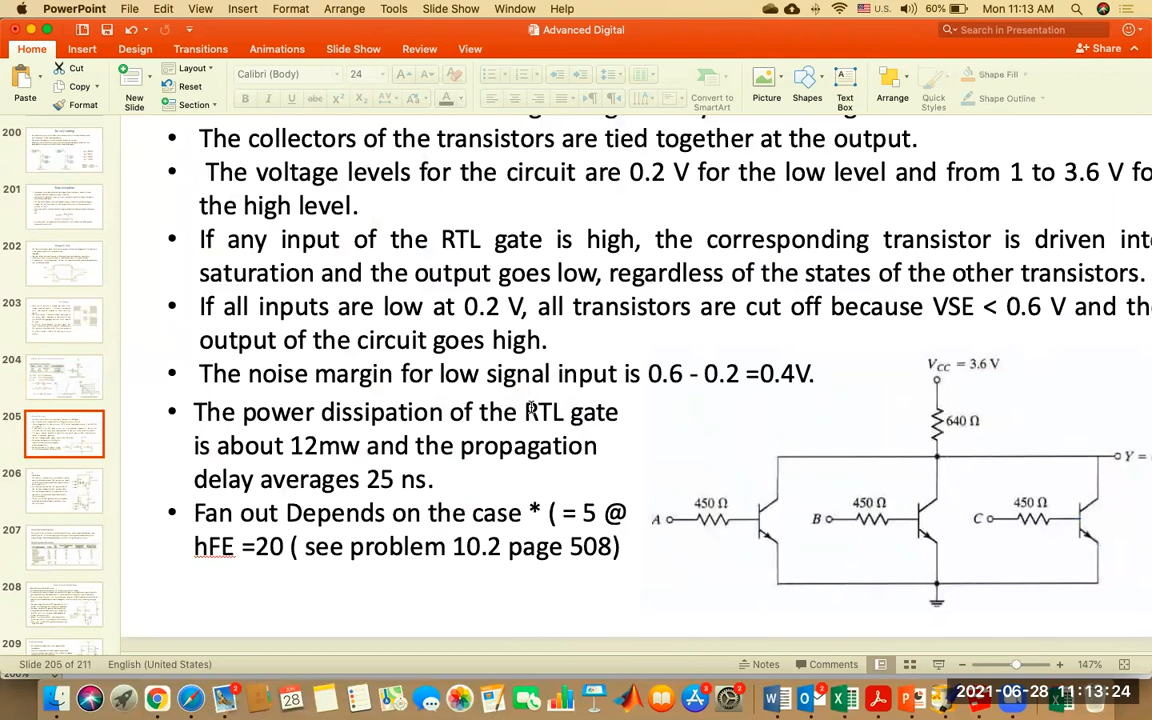 PowerPoint File Edit View Insert Format Arrange Tools Slide Show Window Help U.S. 60% Mon 11:13 AM
Advanced Digital
Search in Presentation
Home Insert Design Transitions Animations Slide Show Review View Share
Paste Cut Copy Format New Slide Layout Reset Section Calibri (Body) 24 Convert to SmartArt Picture Shapes Text Box Arrange Quick Styles Shape Fill Shape Outline
200
201
202
203
204
205
206
207
208
209
• The collectors of the transistors are tied together at the output.
• The voltage levels for the circuit are 0.2 V for the low level and from 1 to 3.6 V fo
the high level.
• If any input of the RTL gate is high, the corresponding transistor is driven int
saturation and the output goes low, regardless of the states of the other transistors.
• If all inputs are low at 0.2 V, all transistors are cut off because VSE < 0.6 V and the
output of the circuit goes high.
• The noise margin for low signal input is 0.6 - 0.2 =0.4V.
• The power dissipation of the RTL gate
is about 12mw and the propagation
delay averages 25 ns.
• Fan out Depends on the case * ( = 5 @
hFE =20 ( see problem 10.2 page 508)
VCC = 3.6 V
640 Ω
Y =
450 Ω 450 Ω 450 Ω
A B C
Slide 205 of 211 English (United States) Notes Comments 147%
2021-06-28 11:13:24